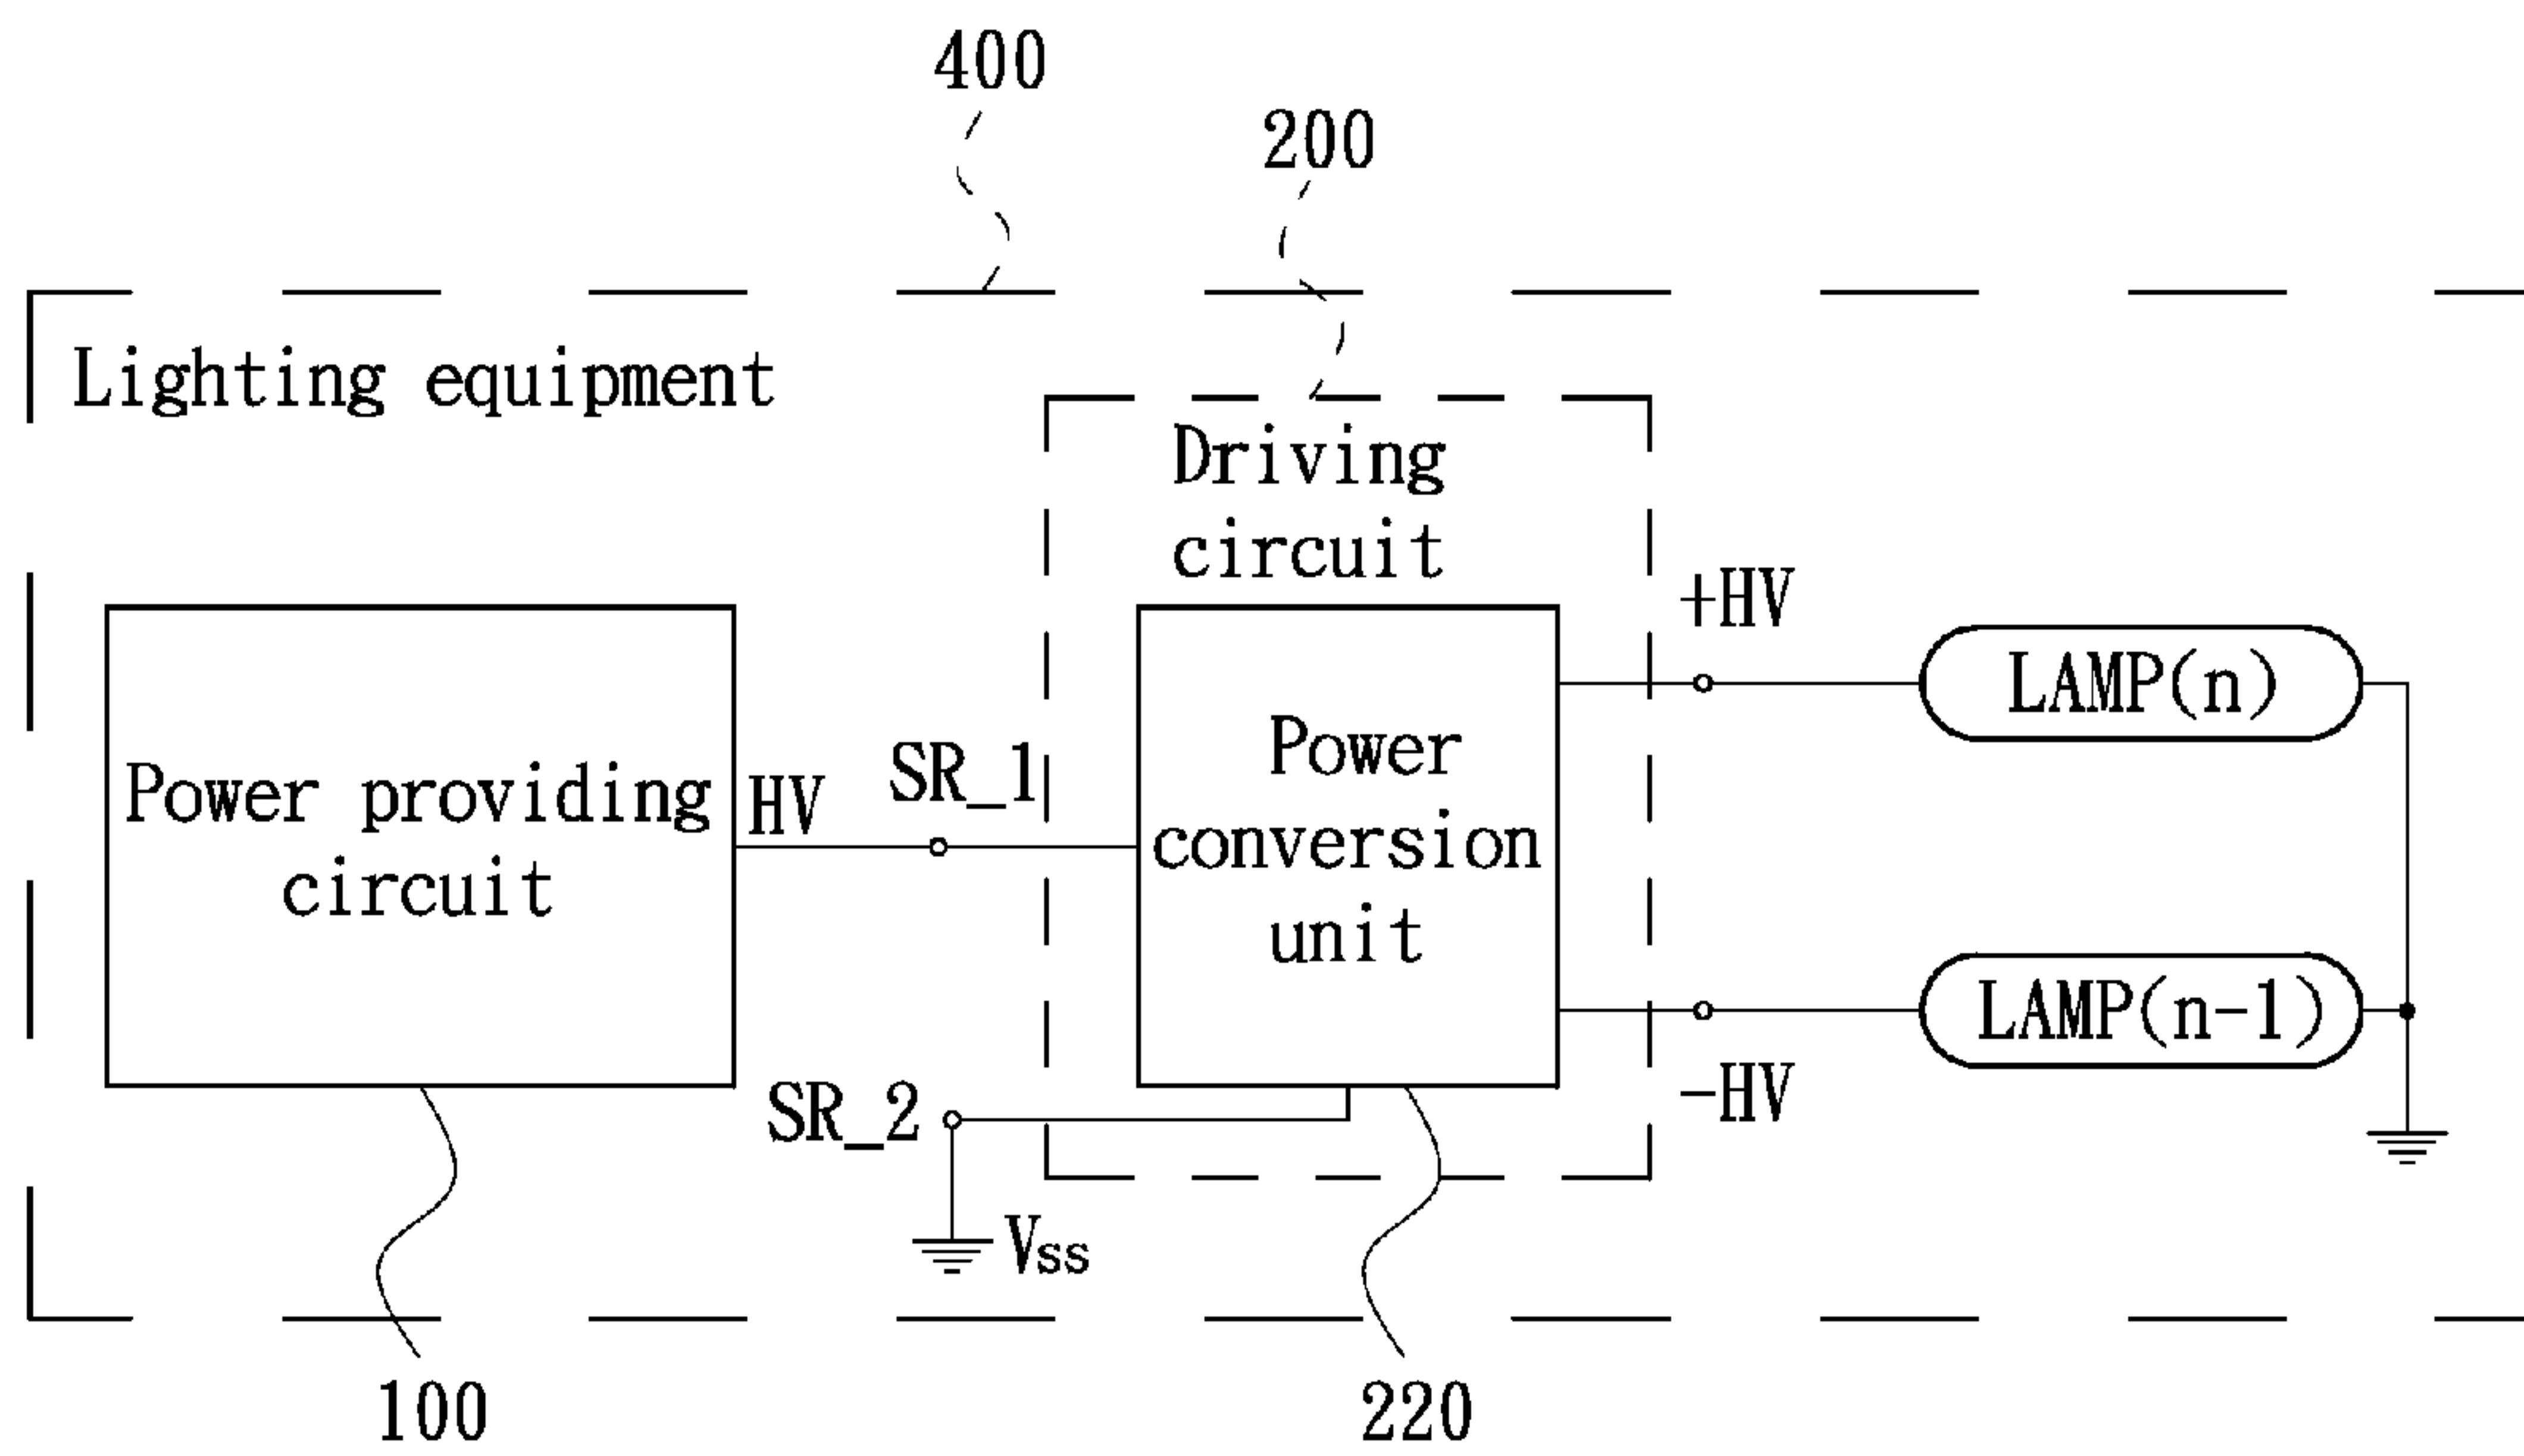 400
200
Lighting equipment
Driving
circuit
+HV
LAMP(n)
Power providing
circuit
HV
SR_1
Power
conversion
unit
LAMP(n-1)
-HV
SR_2
Vss
100
220